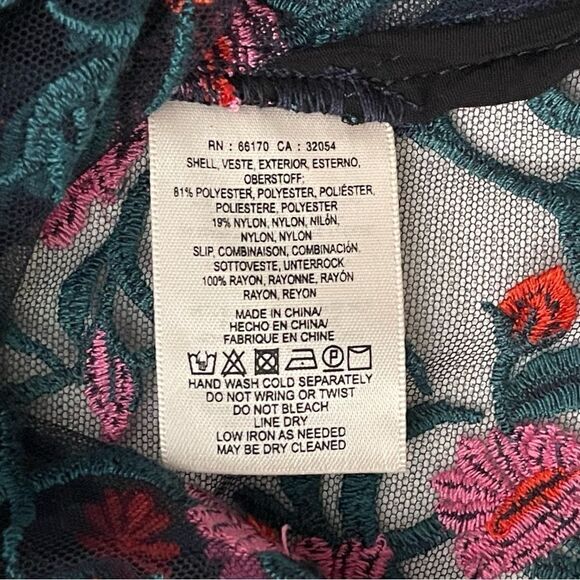 RN : 66170 CA : 32054
SHELL, VESTE, EXTERIOR, ESTERNO,
OBERSTOFF:
81% POLYESTER, POLYESTER, POLIÉSTER,
POLIESTERE, POLYESTER
19% NYLON, NYLON, NILÓN,
NYLON, NYLON
SLIP, COMBINAISON, COMBINACIÓN,
SOTTOVESTE, UNTERROCK
100% RAYON, RAYONNE, RAYÓN
RAYON, REYON
MADE IN CHINA/
HECHO EN CHINA/
FABRIQUE EN CHINE
HAND WASH COLD SEPARATELY
DO NOT WRING OR TWIST
DO NOT BLEACH
LINE DRY
LOW IRON AS NEEDED
MAY BE DRY CLEANED